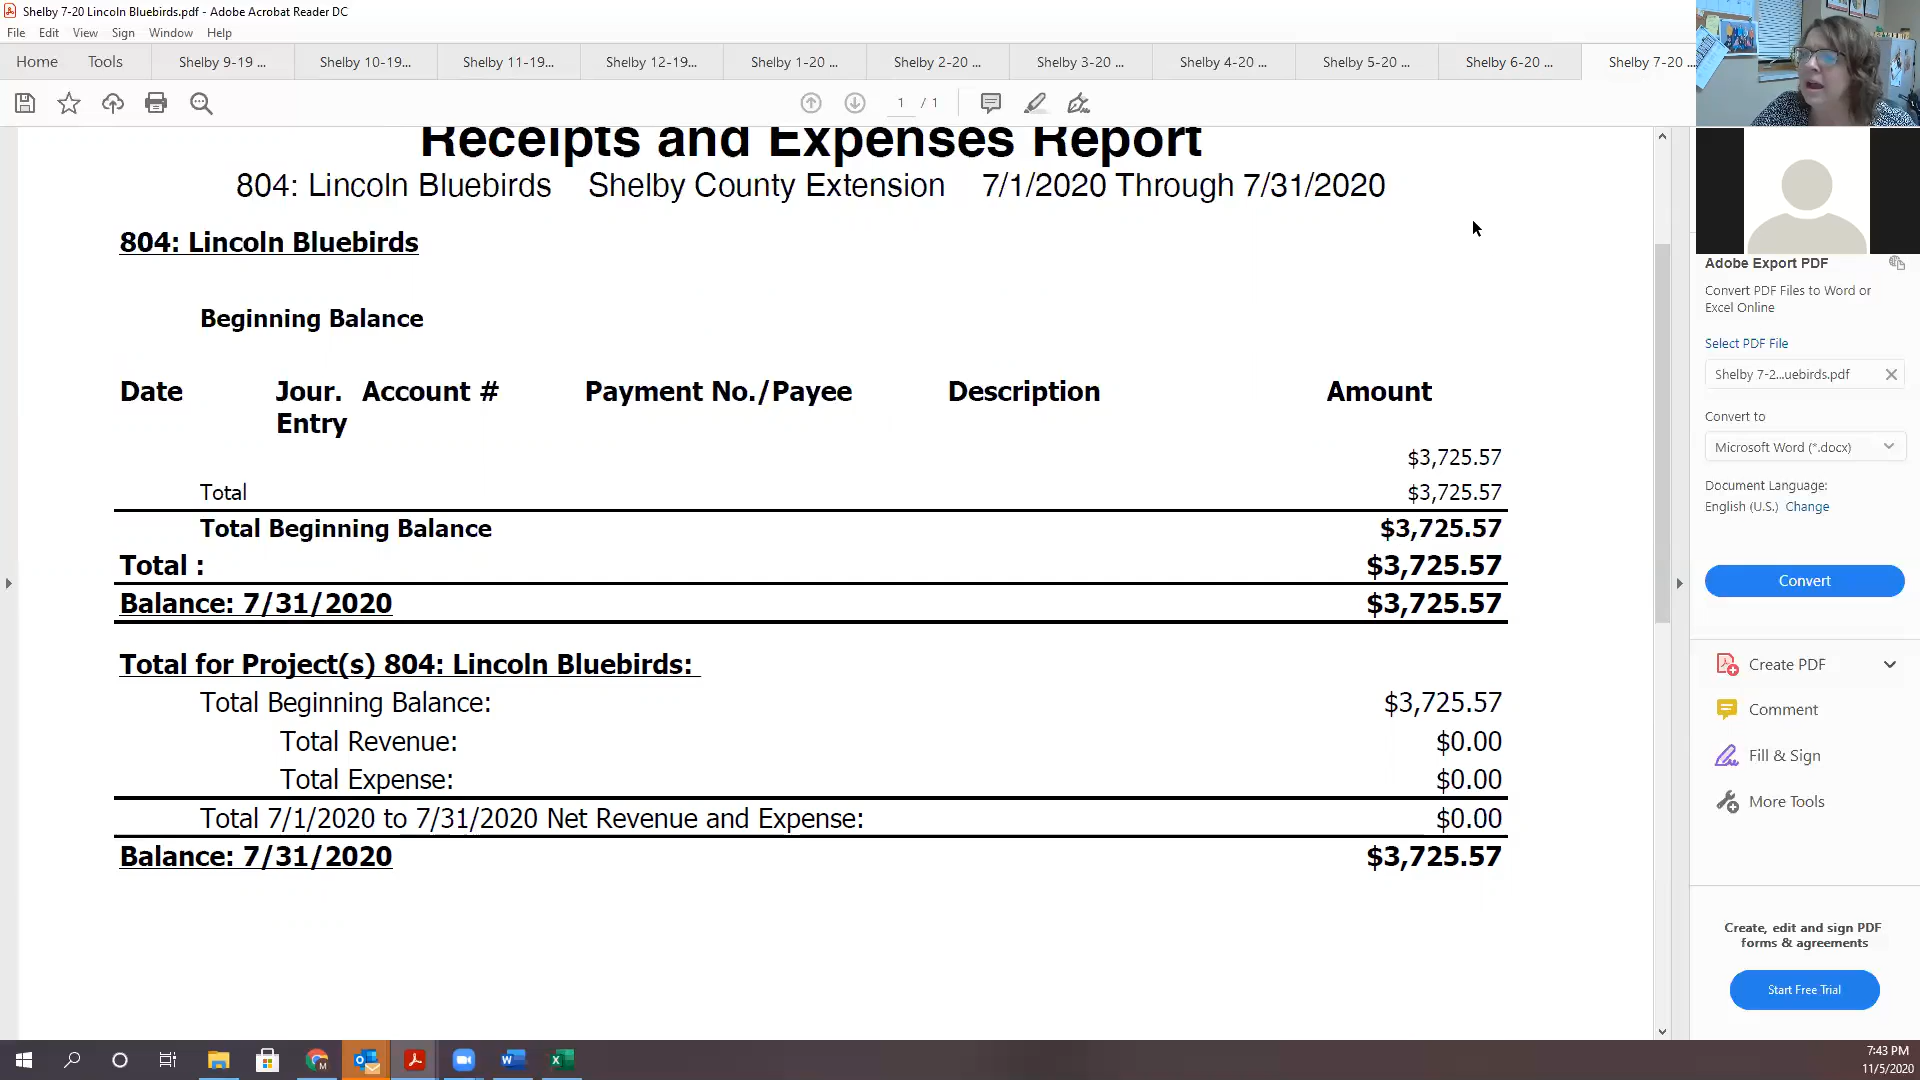 Shelby 7-20 Lincoln Bluebirds.pdf - Adobe Acrobat Reader DC
File Edit View Sign Window Help
Home Tools Shelby 9-19 ... Shelby 10-19... Shelby 11-19... Shelby 12-19... Shelby 1-20 ... Shelby 2-20 ... Shelby 3-20 ... Shelby 4-20 ... Shelby 5-20 ... Shelby 6-20 ... Shelby 7-20 ...
1 / 1
Receipts and Expenses Report
804: Lincoln Bluebirds Shelby County Extension 7/1/2020 Through 7/31/2020
804: Lincoln Bluebirds
Beginning Balance
Date Jour. Entry Account # Payment No./Payee Description Amount
$3,725.57
Total $3,725.57
Total Beginning Balance $3,725.57
Total : $3,725.57
Balance: 7/31/2020 $3,725.57
Total for Project(s) 804: Lincoln Bluebirds:
Total Beginning Balance: $3,725.57
Total Revenue: $0.00
Total Expense: $0.00
Total 7/1/2020 to 7/31/2020 Net Revenue and Expense: $0.00
Balance: 7/31/2020 $3,725.57
Adobe Export PDF
Convert PDF Files to Word or
Excel Online
Select PDF File
Shelby 7-2...uebirds.pdf
Convert to
Microsoft Word (*.docx)
Document Language:
English (U.S.) Change
Convert
Create PDF
Comment
Fill & Sign
More Tools
Create, edit and sign PDF
forms & agreements
Start Free Trial
7:43 PM
11/5/2020